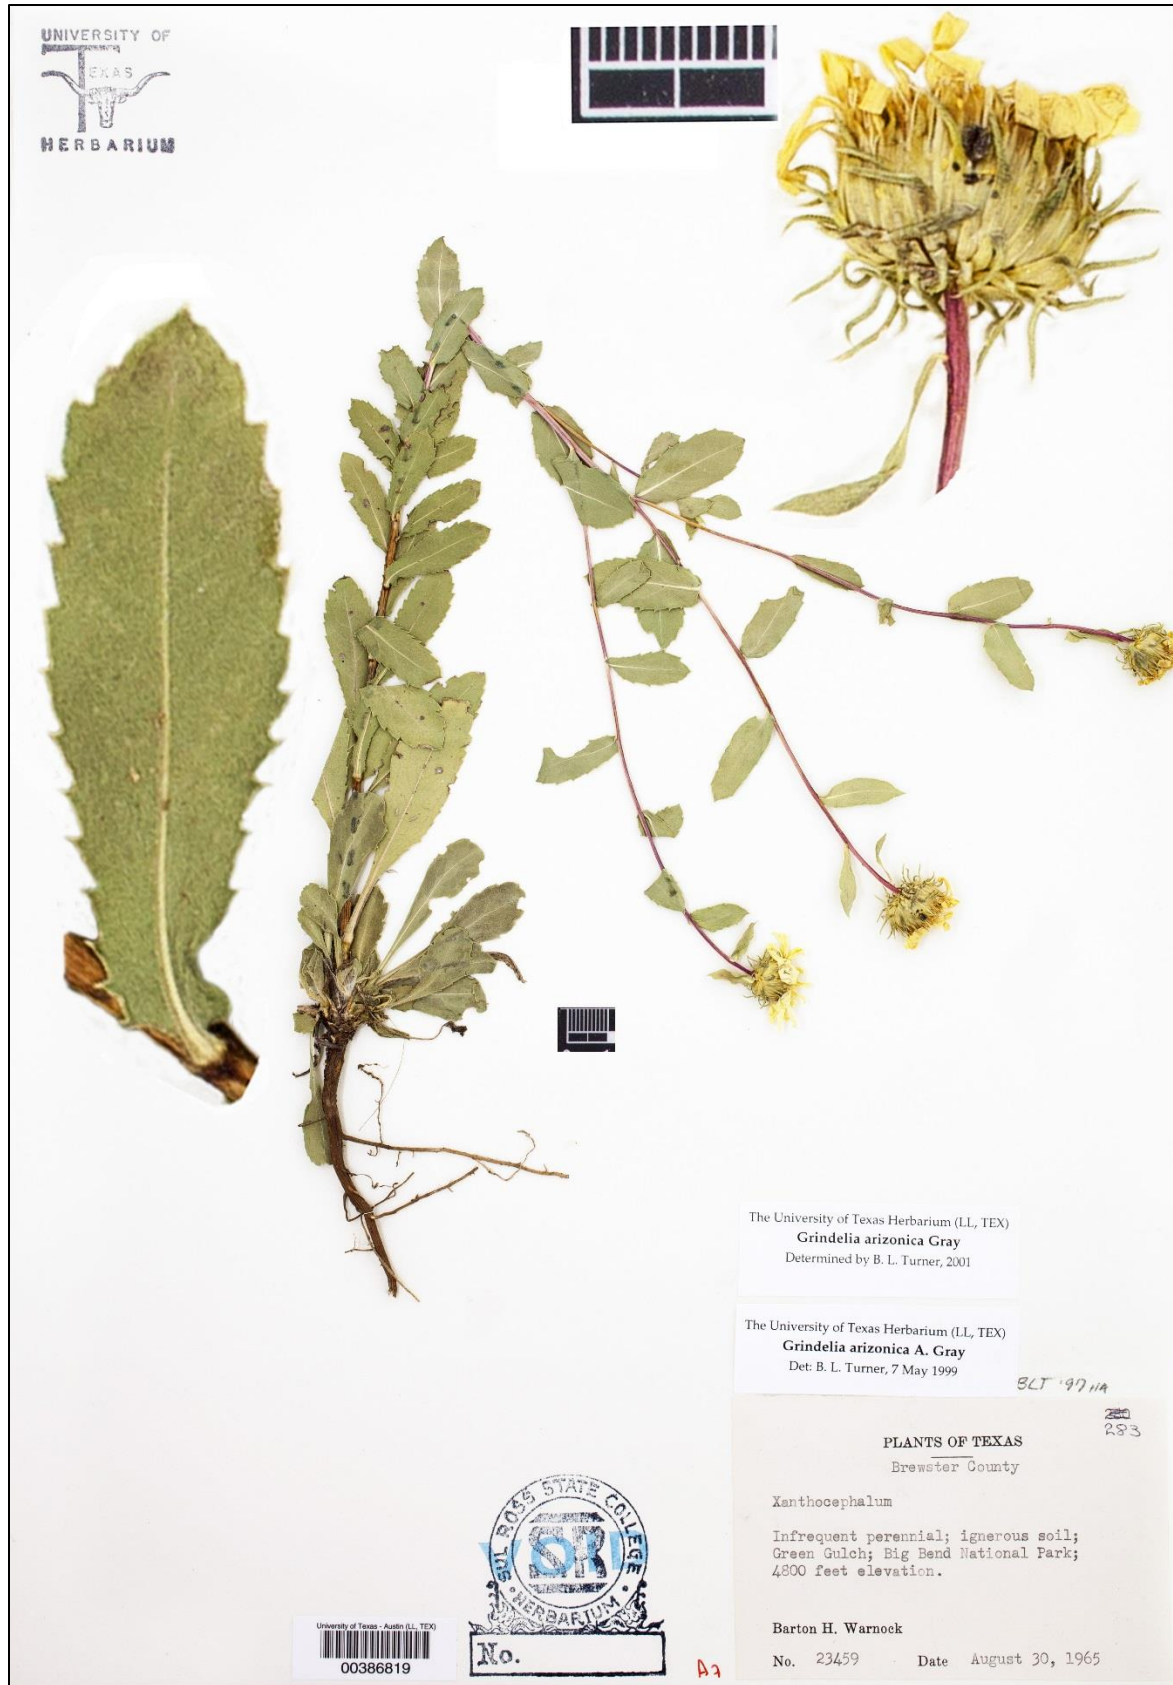 UNIVERSITY OF
TEXAS
HERBARIUM
The University of Texas Herbarium (LL, TEX)
Grindelia arizonica Gray
Determined by B. L. Turner, 2001
The University of Texas Herbarium (LL, TEX)
Grindelia arizonica A. Gray
Det: B. L. Turner, 7 May 1999
BLT '97
283
PLANTS OF TEXAS
Brewster County
Xanthocephalum
Infrequent perennial; ignerous soil;
Green Gulch; Big Bend National Park;
4800 feet elevation.
Barton H. Warnock
No. 23459 Date August 30, 1965
SUL ROSS STATE COLLEGE
SR
VOID
HERBARIUM
No.
University of Texas - Austin (LL, TEX)
00386819